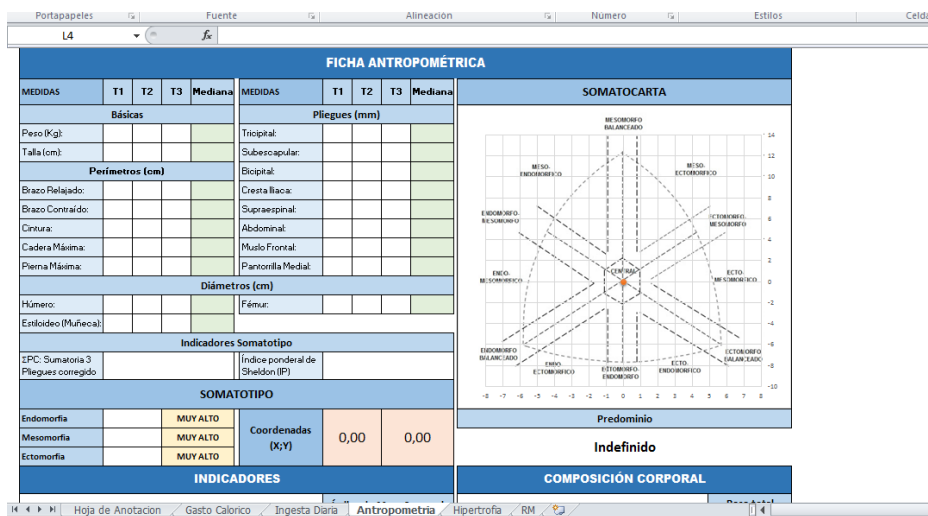 Portapapeles Fuente Alineación Número Estilos Celda
L4 fx
FICHA ANTROPOMÉTRICA
MEDIDAS T1 T2 T3 Mediana MEDIDAS T1 T2 T3 Mediana SOMATOCARTA
Básicas Pliegues (mm)
Peso (Kg): Tricipital:
Talla (cm): Subescapular:
Perímetros (cm) Bicipital:
Brazo Relajado: Cresta Iliaca:
Brazo Contraído: Supraespinal:
Cintura: Abdominal:
Cadera Máxima: Muslo Frontal:
Pierna Máxima: Pantorrilla Medial:
Diámetros (cm)
Húmero: Fémur:
Estiloideo (Muñeca):
Indicadores Somatotipo
ΣPC: Sumatoria 3 Pliegues corregido
Índice ponderal de Sheldon (IP)
SOMATOTIPO
Endomorfia MUY ALTO
Mesomorfia MUY ALTO
Ectomorfia MUY ALTO
Coordenadas (X;Y) 0,00 0,00
MESOMORFO BALANCEADO
MESO-ENDOMORFICO
MESO-ECTOMORFICO
ENDOMORFO-MESOMORFO
ECTOMORFO-MESOMORFO
ENDO-MESOMORFICO
CENTRAL
ECTO-MESOMORFICO
ENDOMORFO BALANCEADO
ECTOMORFO BALANCEADO
ENDO-ECTOMORFICO
ECTOMORFO-ENDOMORFO
ECTO-ENDOMORFICO
14
12
10
8
6
4
2
0
-2
-4
-6
-8
-10
-8 -7 -6 -5 -4 -3 -2 -1 0 1 2 3 4 5 6 7 8
Predominio
Indefinido
INDICADORES COMPOSICIÓN CORPORAL
Hoja de Anotacion Gasto Calorico Ingesta Diaria Antropometria Hipertrofia RM